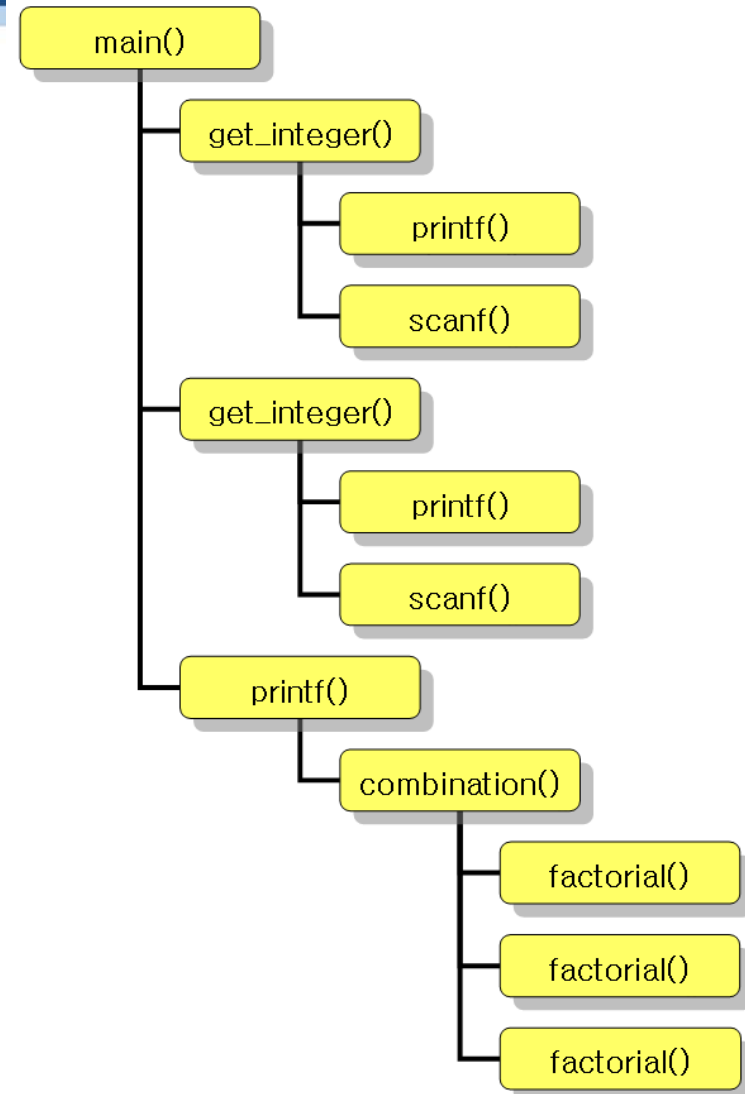 main()
get_integer()
printf()
scanf()
get_integer()
printf()
scanf()
printf()
combination()
factorial()
factorial()
factorial()